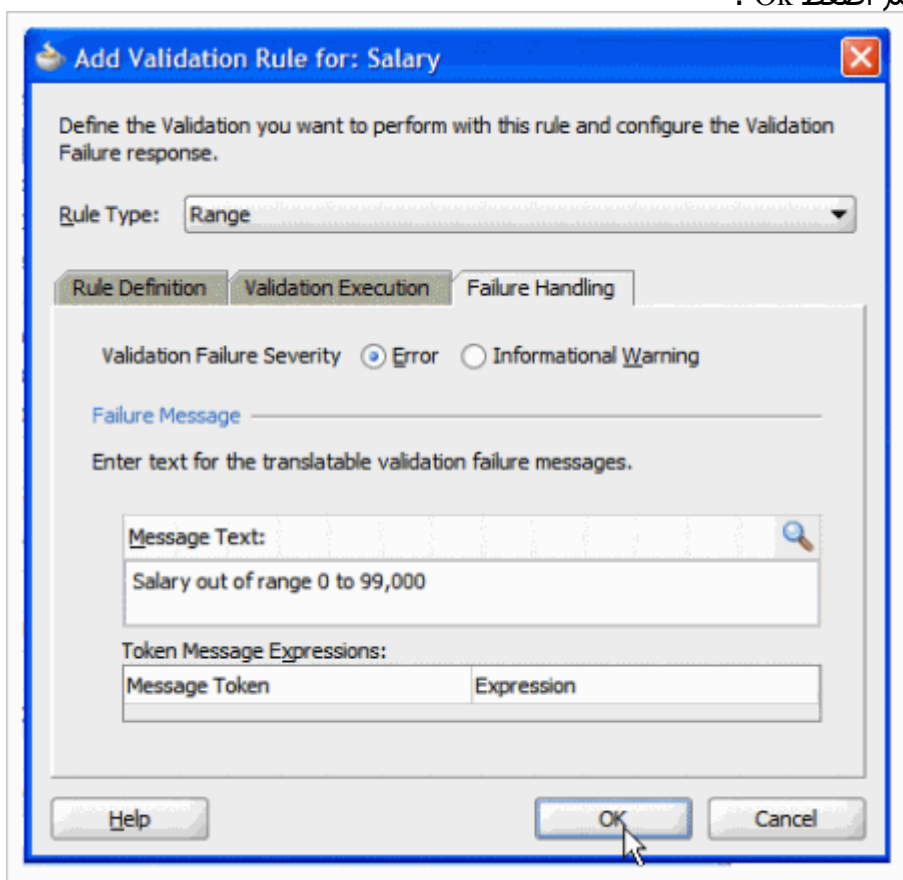 ثم اضغط Ok .
Add Validation Rule for: Salary
Define the Validation you want to perform with this rule and configure the Validation
Failure response.
Rule Type: Range
Rule Definition Validation Execution Failure Handling
Validation Failure Severity Error Informational Warning
Failure Message
Enter text for the translatable validation failure messages.
Message Text:
Salary out of range 0 to 99,000
Token Message Expressions:
Message Token Expression
Help OK Cancel